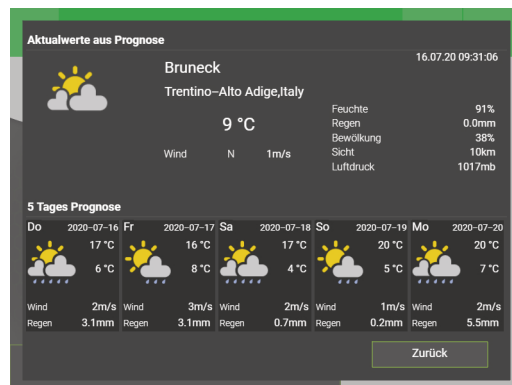 Aktualwerte aus Prognose
16.07.20 09:31:06
Bruneck
Trentino–Alto Adige,Italy
9 °C
Wind N 1m/s
Feuchte 91%
Regen 0.0mm
Bewölkung 38%
Sicht 10km
Luftdruck 1017mb
5 Tages Prognose
Do 2020-07-16 Fr 2020-07-17 Sa 2020-07-18 So 2020-07-19 Mo 2020-07-20
17 °C 16 °C 17 °C 20 °C 20 °C
6 °C 8 °C 4 °C 5 °C 7 °C
Wind 2m/s Wind 3m/s Wind 2m/s Wind 1m/s Wind 2m/s
Regen 3.1mm Regen 3.1mm Regen 0.7mm Regen 0.2mm Regen 5.5mm
Zurück